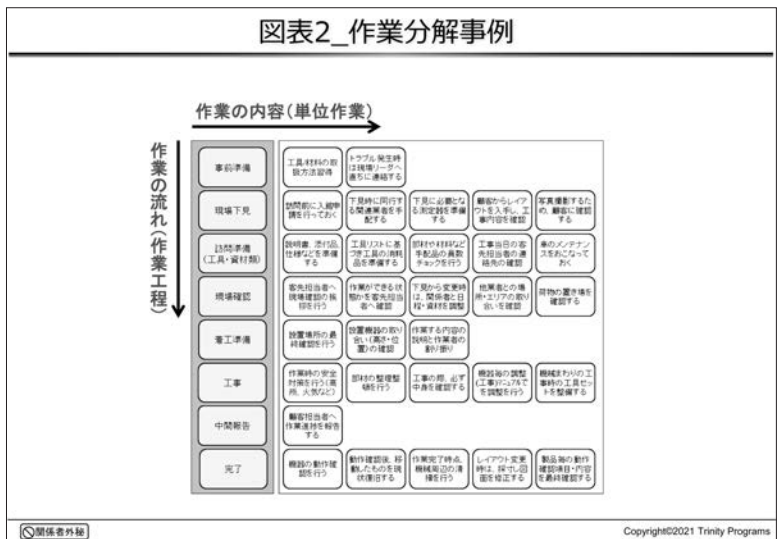 図表2_作業分解事例
作業の内容(単位作業)
作業の流れ(作業工程)
事前準備
工具/材料の取
扱方法習得
トラブル発生時
は現場リーダへ
直ちに連絡する
現場下見
訪問前に入館申
請を行っておく
下見時に同行す
る関連業者を手
配する
下見に必要とな
る測定器を準備
する
顧客からレイア
ウトを入手し、工
事内容を確認
写真撮影するた
め、顧客に確認
する
訪問準備
(工具・資材類)
説明書、添付品、
仕様などを準備
する
工具リストに基
づき工具の消耗
品を準備する
部材や材料など
手配品の員数
チェックを行う
工事当日の客
先担当者の連
絡先の確認
車のメンテナン
スをおこなって
おく
現場確認
客先担当者へ
現場確認の挨
拶を行う
作業ができる状
態かを客先担当
者へ確認
下見から変更時
は、関係者と日
程・資材を調整
他業者との場
所・エリアの取り
合いを確認
荷物の置き場を
確認する
着工準備
設置場所の最
終確認を行う
設置機器の取り
合い(高さ・位
置)の確認
作業する内容の
説明と作業者の
割り振り
工事
作業時の安全
対策を行う(高
所、火気など)
部材の整理整
頓を行う
工事の際、必ず
中身を確認する
機器毎の調整
(工事)マニュアルで
を調整を行う
機械まわりの工
事時の工具セッ
トを整備する
中間報告
顧客担当者へ
作業進捗を報告
する
完了
機器の動作確
認を行う
動作確認後、移
動したものを現
状復旧する
作業完了時点、
機械周辺の清
掃を行う
レイアウト変更
時は、採寸し図
面を修正する
製品毎の動作
確認項目・内容
を最終確認する
関係者外秘
Copyright©2021 Trinity Programs